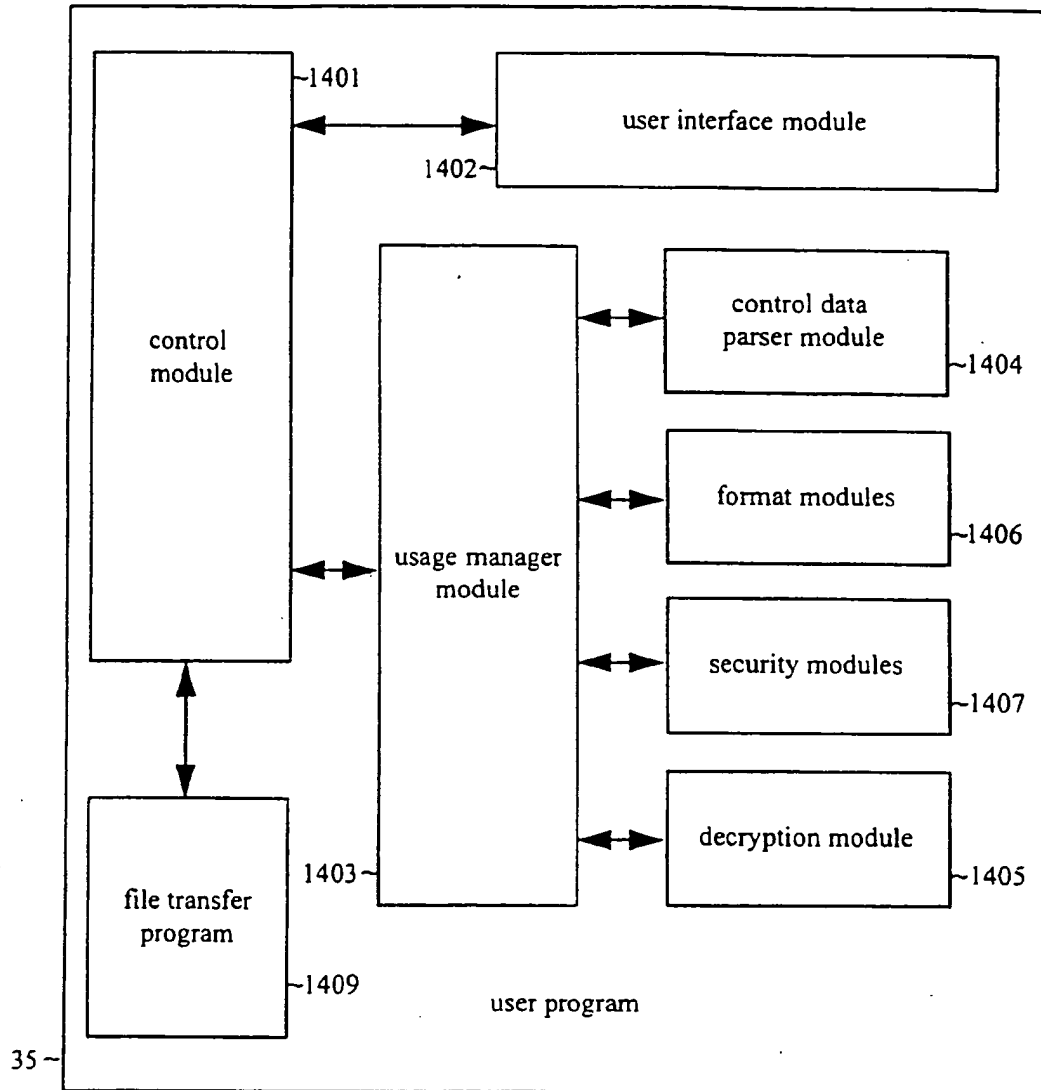 ~1401
user interface module
1402
control
module
control data
parser module
~1404
format modules
~1406
usage manager
module
security modules
~1407
decryption module
1403
~1405
file transfer
program
~1409
user program
35 ~